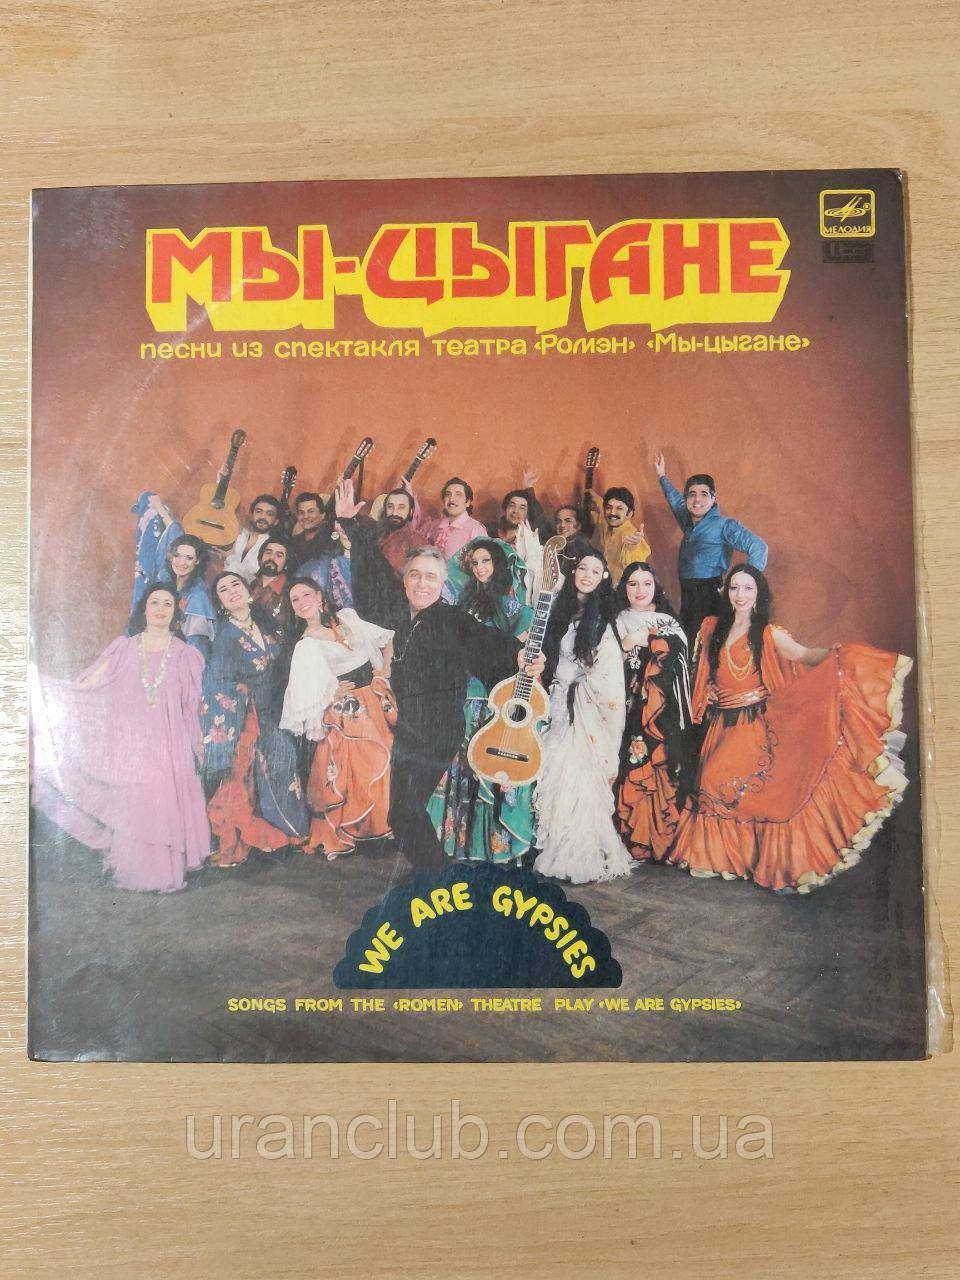 МЕЛОДИЯ
МЫ-ЦЫГАНЕ
песни из спектакля театра «Ромэн» «Мы-цыгане»
WE ARE GYPSIES
SONGS FROM THE «ROMEN» THEATRE PLAY «WE ARE GYPSIES»
uranclub.com.ua